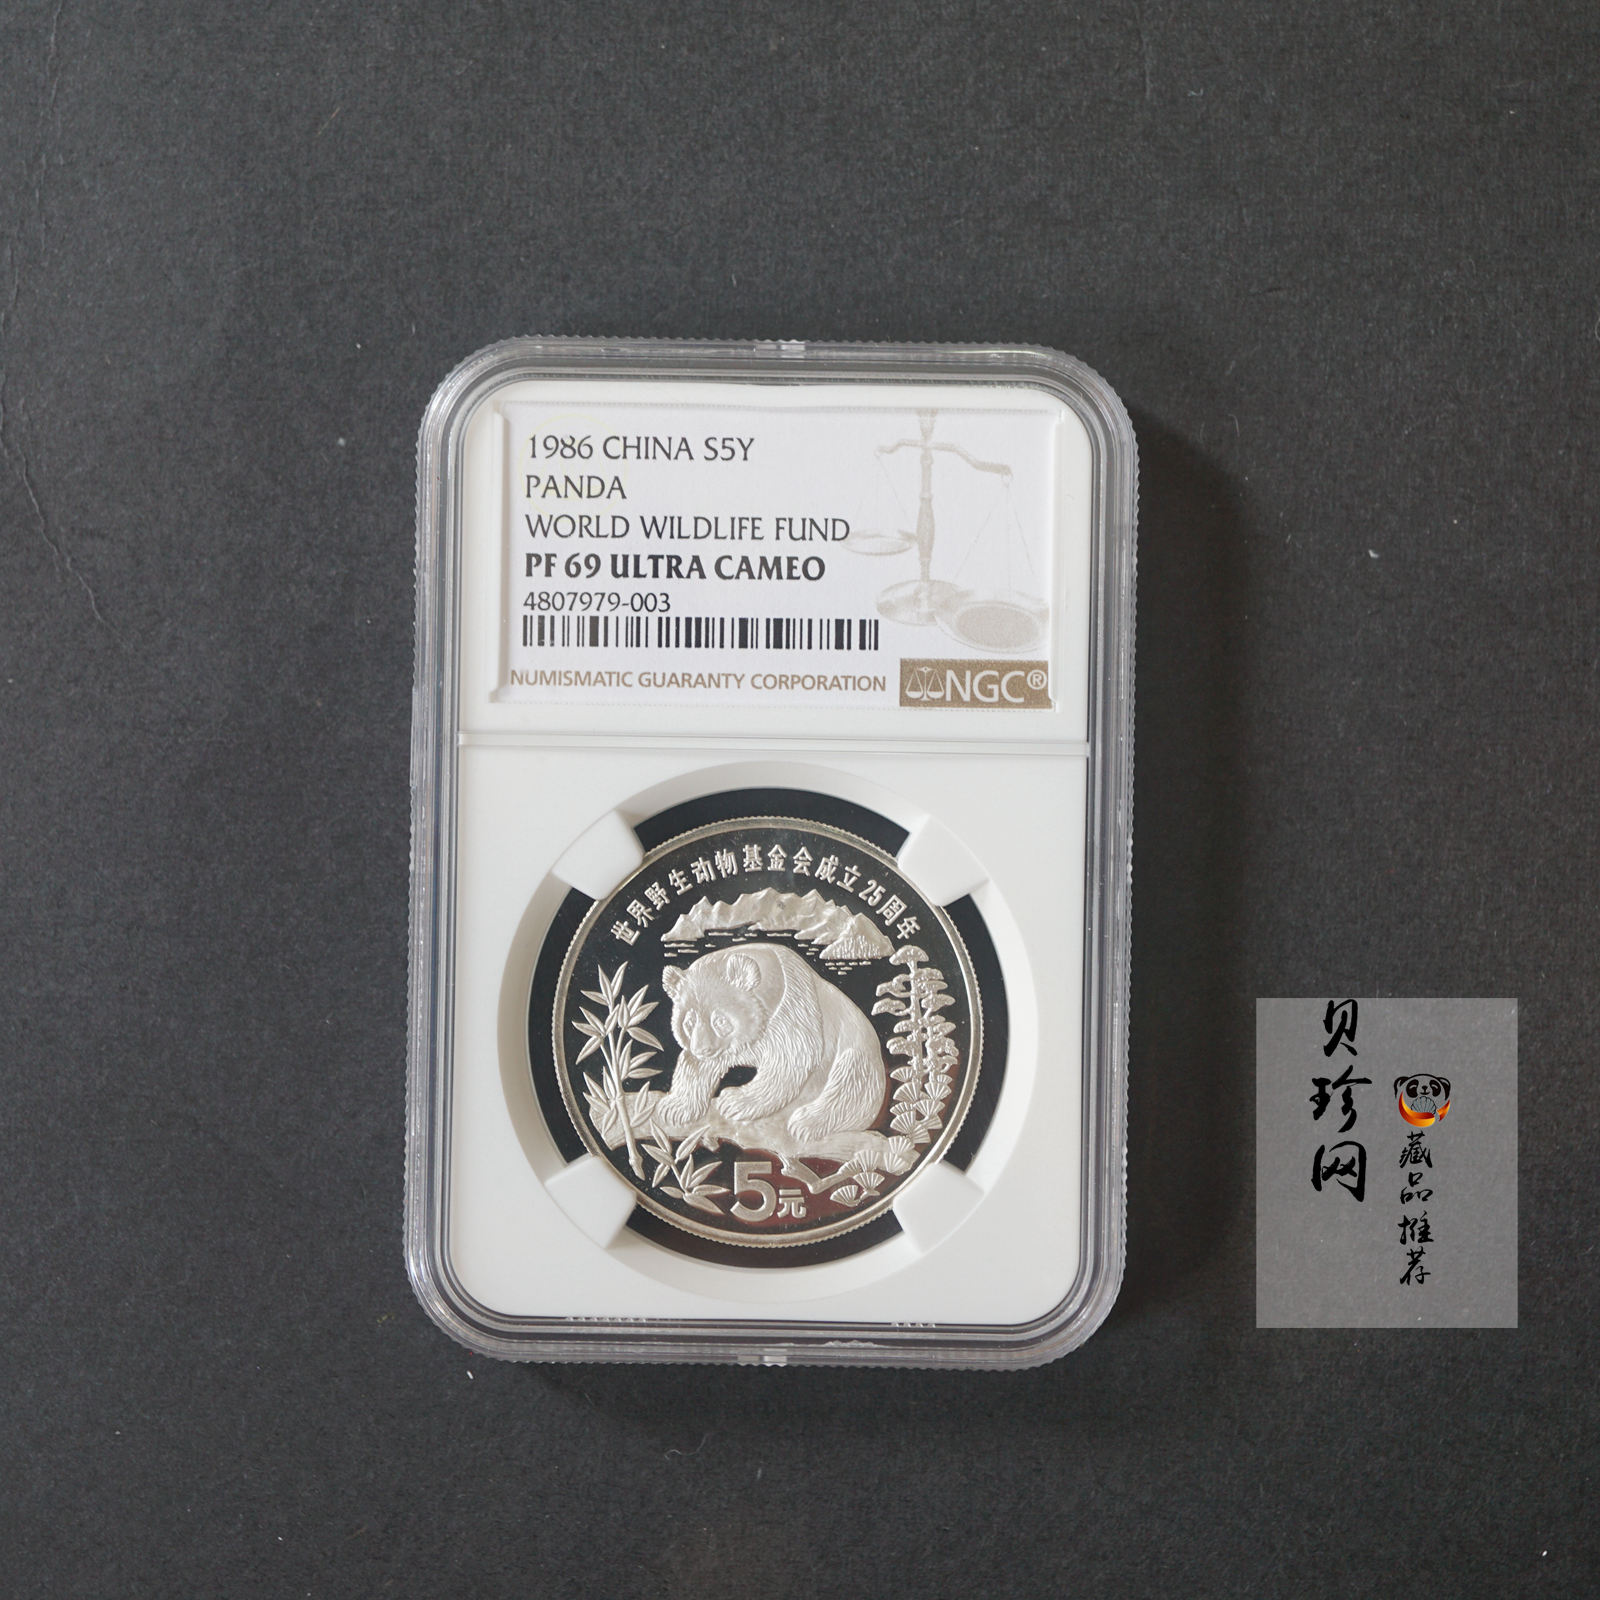 1986 CHINA S5Y
PANDA
WORLD WILDLIFE FUND
PF 69 ULTRA CAMEO
4807979-003
NUMISMATIC GUARANTY CORPORATION
NGC®
世界野生动物基金会成立25周年
5元
贝珍网
藏品推荐